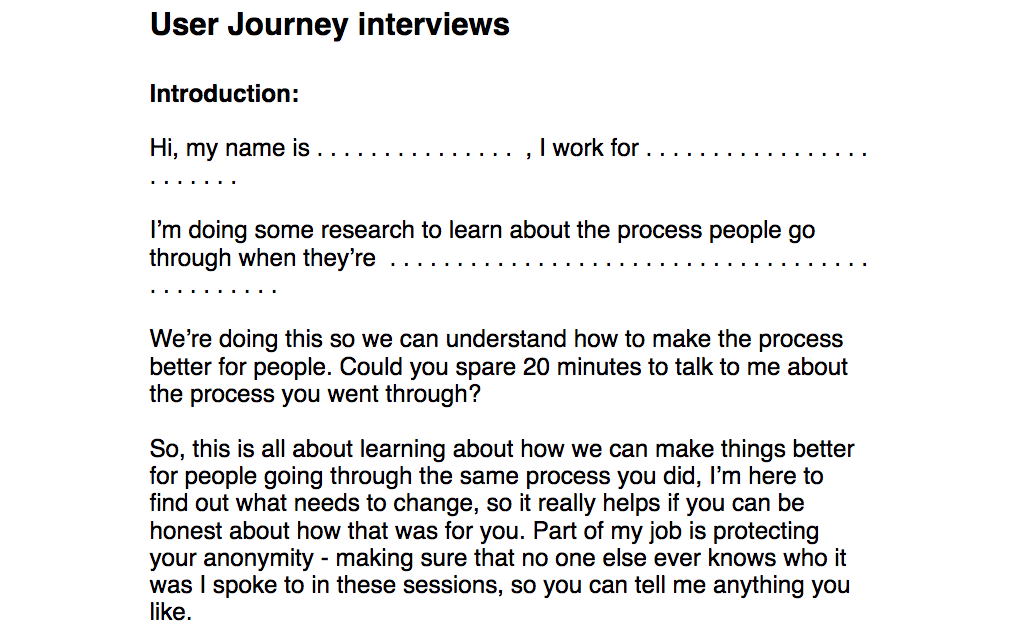 User Journey interviews
Introduction:
Hi, my name is . . . . . . . . . . . . . . . , I work for . . . . . . . . . . . . . . . . .
. . . . . . .
I’m doing some research to learn about the process people go
through when they’re . . . . . . . . . . . . . . . . . . . . . . . . . . . . . . . . . . . .
. . . . . . . . . .
We’re doing this so we can understand how to make the process
better for people. Could you spare 20 minutes to talk to me about
the process you went through?
So, this is all about learning about how we can make things better
for people going through the same process you did, I’m here to
find out what needs to change, so it really helps if you can be
honest about how that was for you. Part of my job is protecting
your anonymity - making sure that no one else ever knows who it
was I spoke to in these sessions, so you can tell me anything you
like.